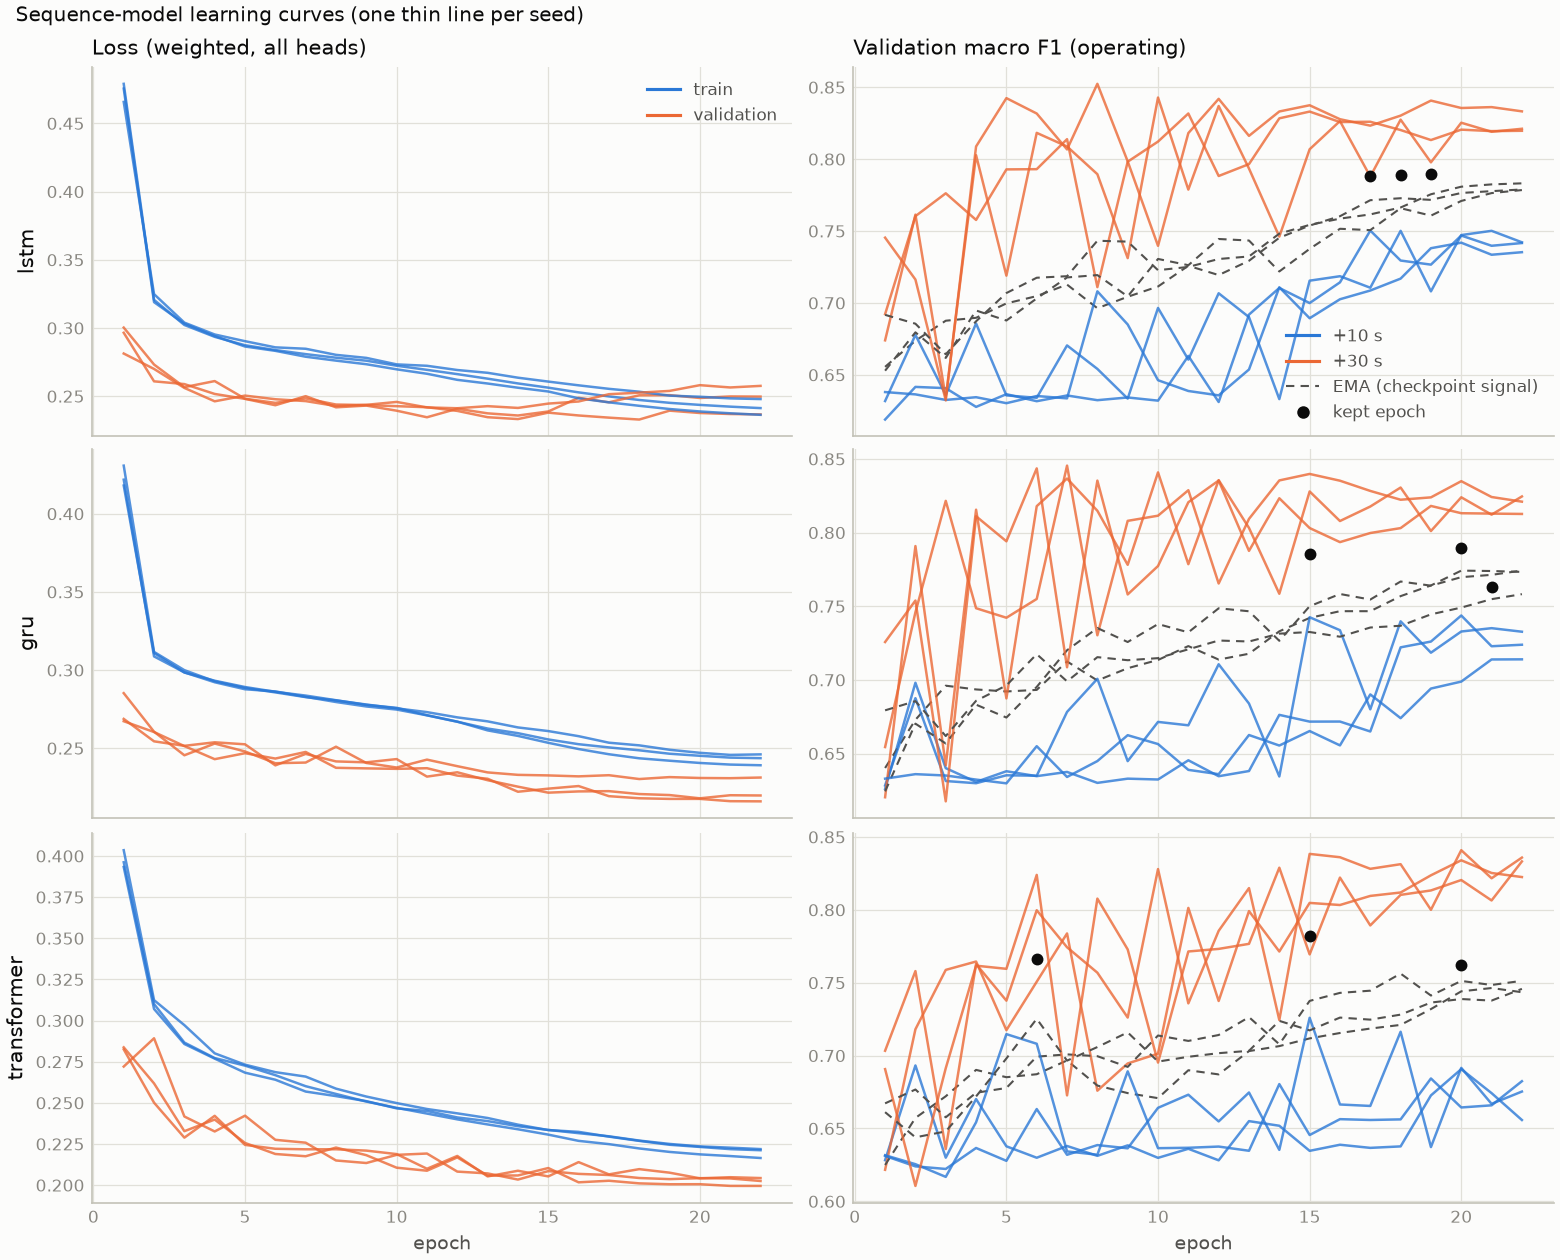 Sequence-model learning curves (one thin line per seed)
Loss (weighted, all heads)
train
validation
0.45
0.40
0.35
0.30
0.25
lstm
Validation macro F1 (operating)
0.85
0.80
0.75
0.70
0.65
+10 s
+30 s
EMA (checkpoint signal)
kept epoch
0.40
0.35
0.30
0.25
gru
0.85
0.80
0.75
0.70
0.65
0.400
0.375
0.350
0.325
0.300
0.275
0.250
0.225
0.200
transformer
0 5 10 15 20
epoch
0.85
0.80
0.75
0.70
0.65
0.60
0 5 10 15 20
epoch